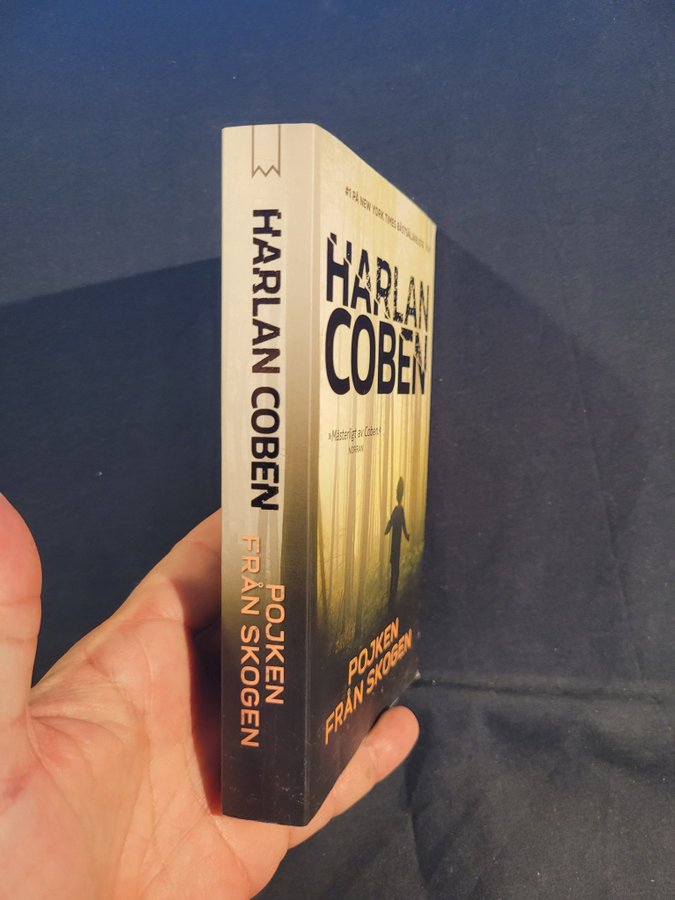 HARLAN COBEN
POJKEN
FRÅN SKOGEN
#1 PÅ NEW YORK TIMES BÄSTSÄLJARLISTA
HARLAN
COBEN
»Mästerligt av Coben.«
NORRAN
POJKEN
FRÅN SKOGEN